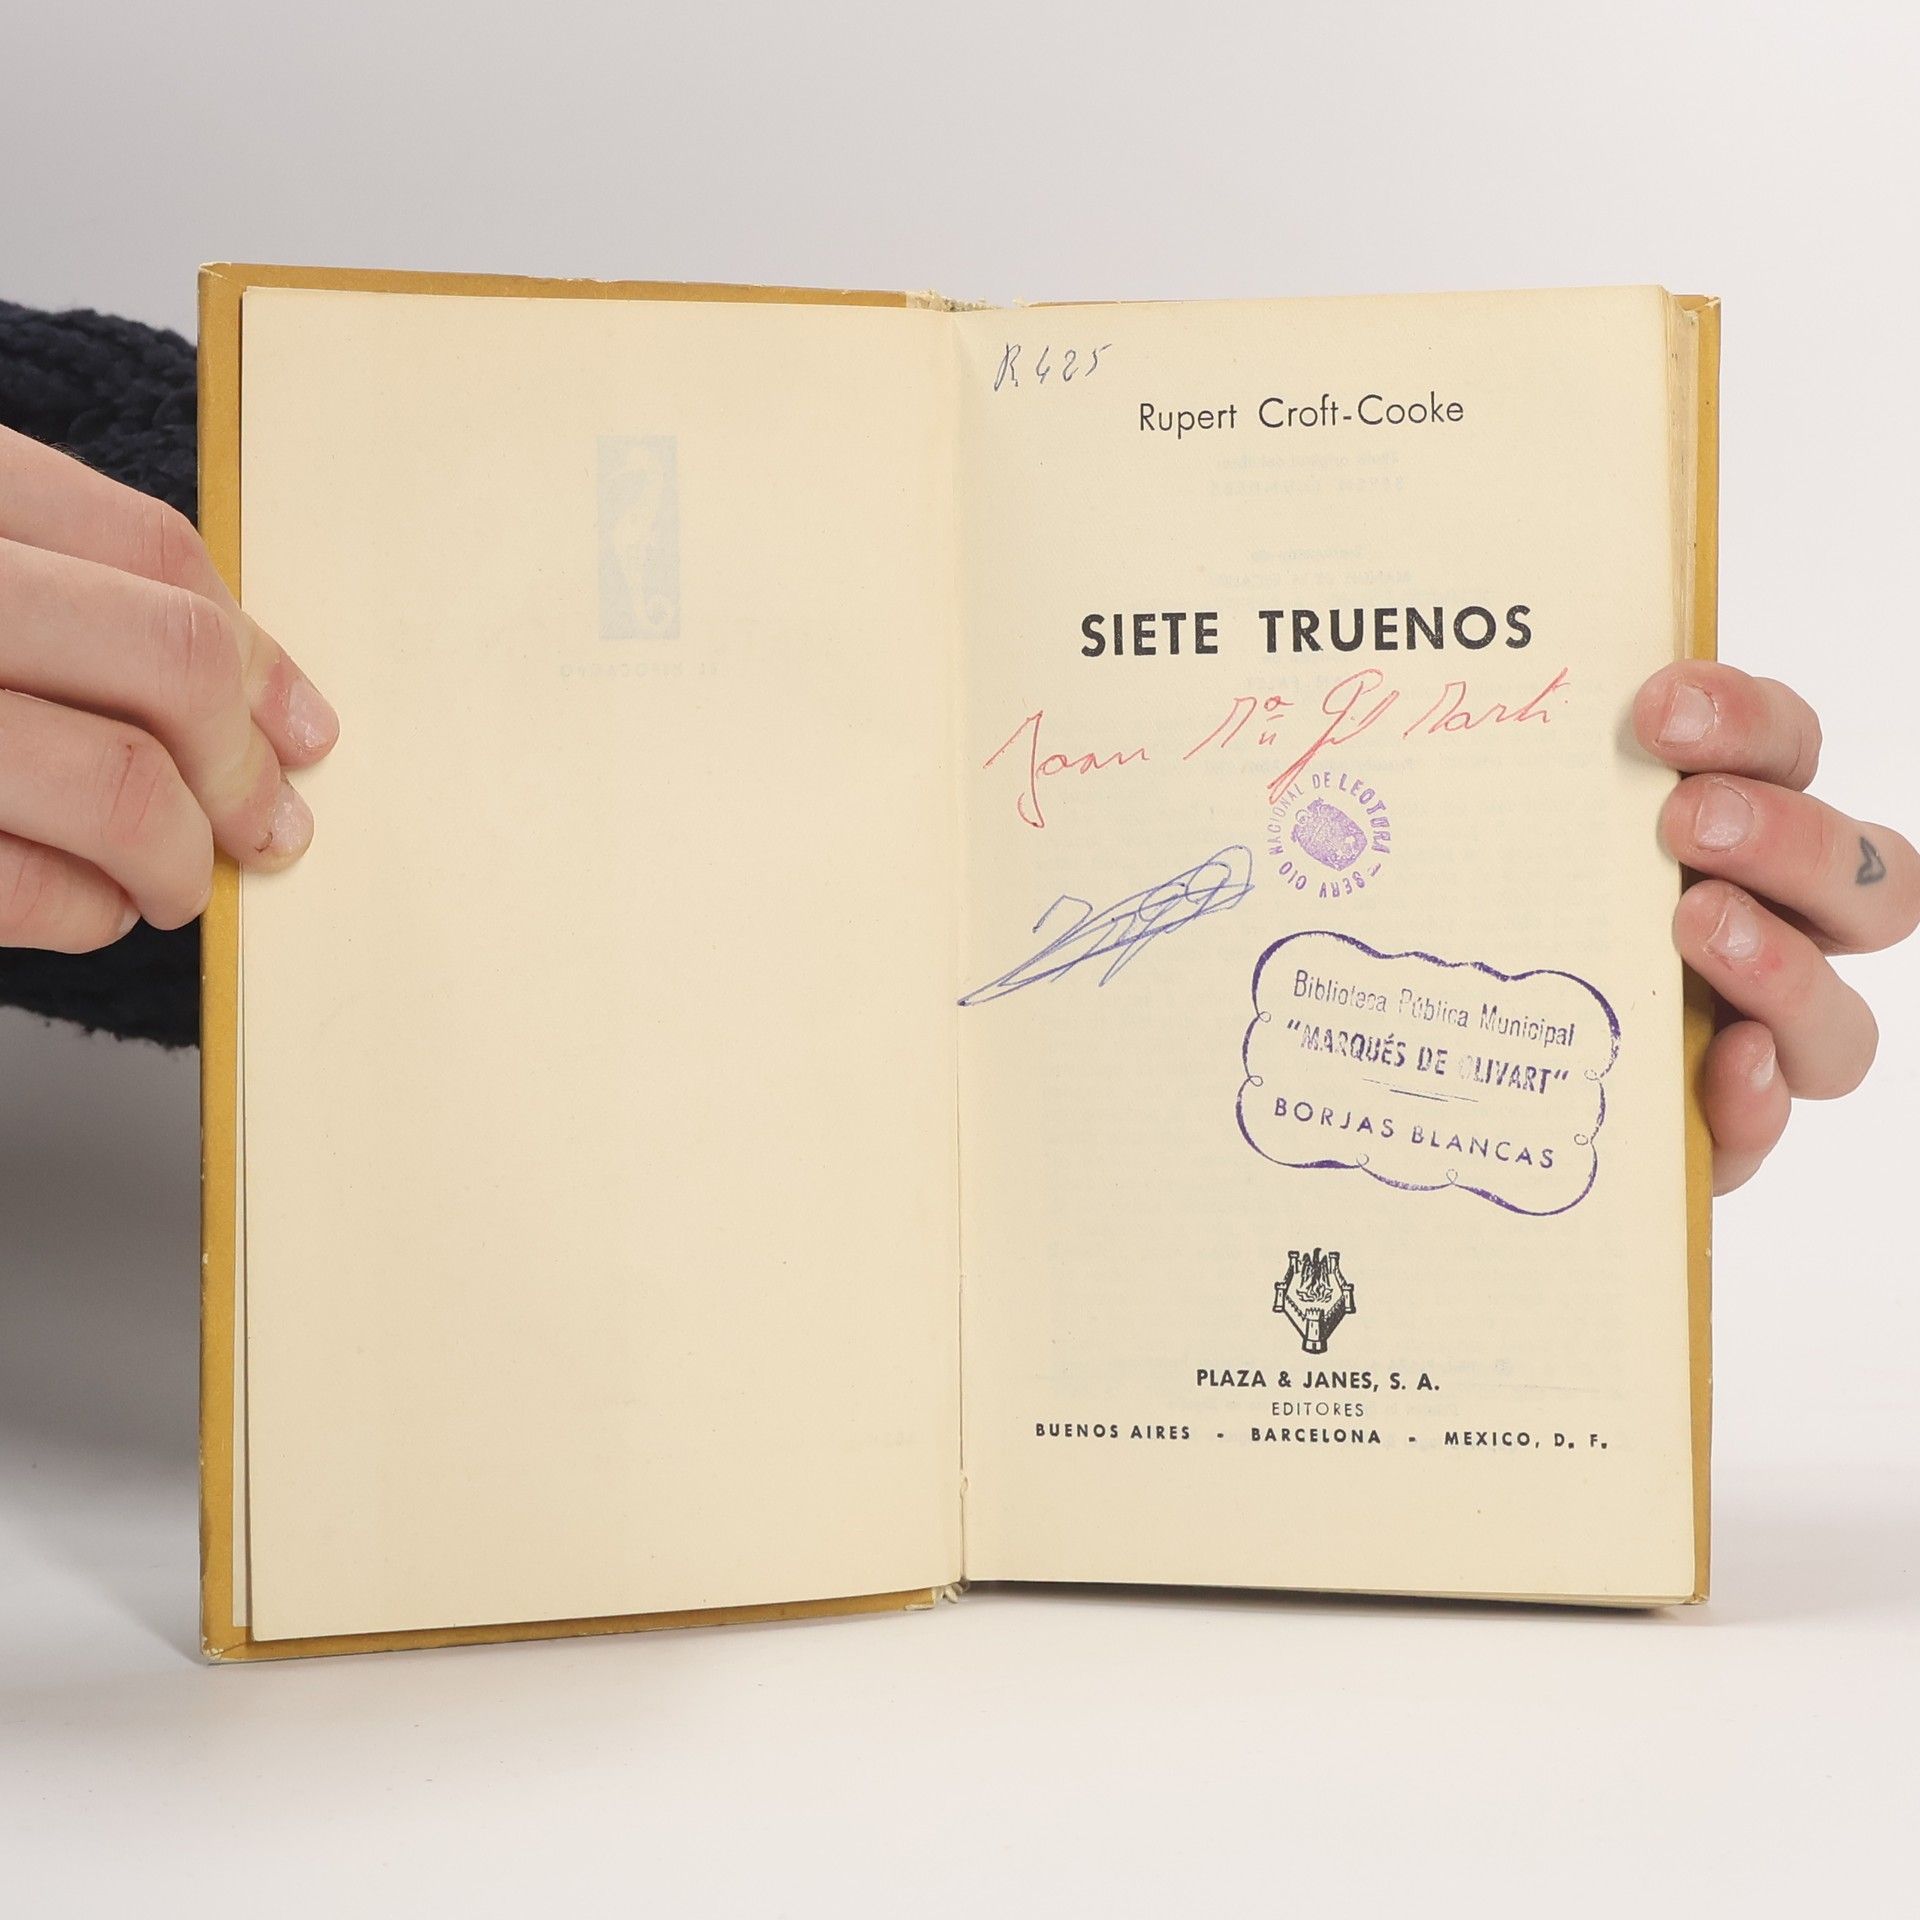 R 425
Rupert Croft-Cooke
SIETE TRUENOS
Joan Mª Gil Martí
SERVICIO NACIONAL DE LECTURA
Biblioteca Pública Municipal
"MARQUÉS DE OLIVART"
BORJAS BLANCAS
PLAZA & JANES, S. A.
EDITORES
BUENOS AIRES - BARCELONA - MEXICO, D. F.